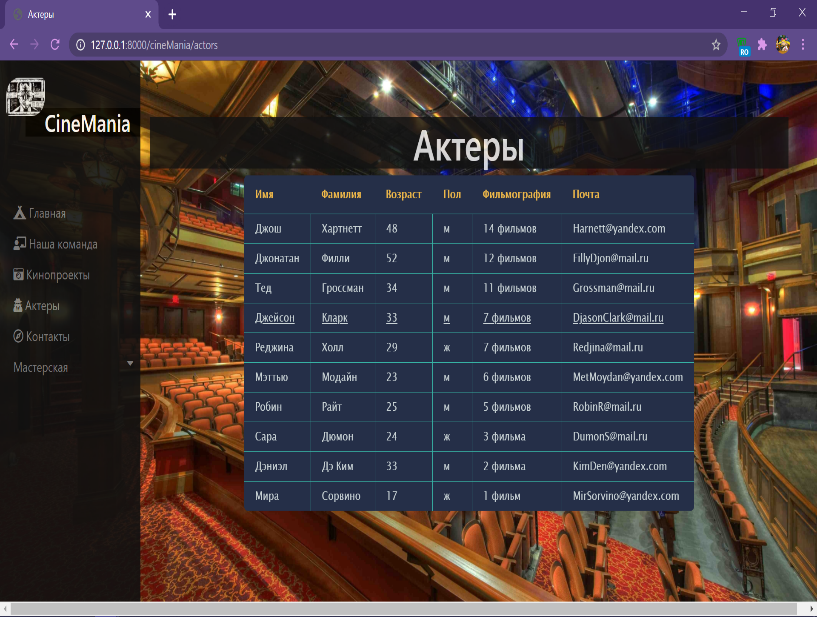 Актеры
127.0.0.1:8000/cineMania/actors
RO
CineMania
Главная
Наша команда
Кинопроекты
Актеры
Контакты
Мастерская
Актеры
Имя Фамилия Возраст Пол Фильмография Почта
Джош Хартнетт 48 м 14 фильмов Harnett@yandex.com
Джонатан Филли 52 м 12 фильмов FillyDjon@mail.ru
Тед Гроссман 34 м 11 фильмов Grossman@mail.ru
Джейсон Кларк 33 м 7 фильмов DjasonClark@mail.ru
Реджина Холл 29 ж 7 фильмов Redjina@mail.ru
Мэттью Модайн 23 м 6 фильмов MetMoydan@yandex.com
Робин Райт 25 м 5 фильмов RobinR@mail.ru
Сара Дюмон 24 ж 3 фильма DumonS@mail.ru
Дэниэл Дэ Ким 33 м 2 фильма KimDen@yandex.com
Мира Сорвино 17 ж 1 фильм MirSorvino@yandex.com